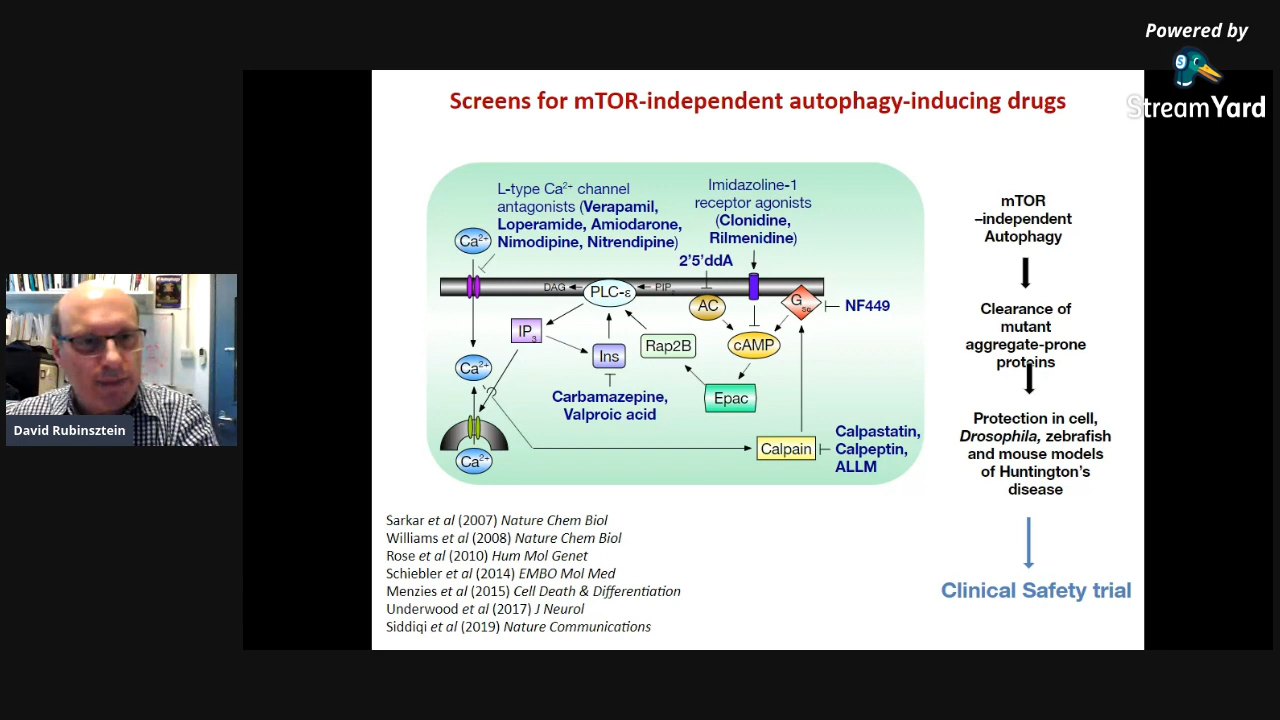 Powered by
StreamYard
Screens for mTOR-independent autophagy-inducing drugs
L-type Ca2+ channel
antagonists (Verapamil,
Loperamide, Amiodarone,
Nimodipine, Nitrendipine)
Imidazoline-1
receptor agonists
(Clonidine,
Rilmenidine)
2'5'ddA
Ca2+
DAG
PLC-ε
PIP
AC
Gsα
NF449
IP3
Ins
Rap2B
cAMP
Ca2+
Epac
Carbamazepine,
Valproic acid
Ca2+
Calpain
Calpastatin,
Calpeptin,
ALLM
mTOR
–independent
Autophagy
Clearance of
mutant
aggregate-prone
proteins
Protection in cell,
Drosophila, zebrafish
and mouse models
of Huntington's
disease
Clinical Safety trial
Sarkar et al (2007) Nature Chem Biol
Williams et al (2008) Nature Chem Biol
Rose et al (2010) Hum Mol Genet
Schiebler et al (2014) EMBO Mol Med
Menzies et al (2015) Cell Death & Differentiation
Underwood et al (2017) J Neurol
Siddiqi et al (2019) Nature Communications
David Rubinsztein